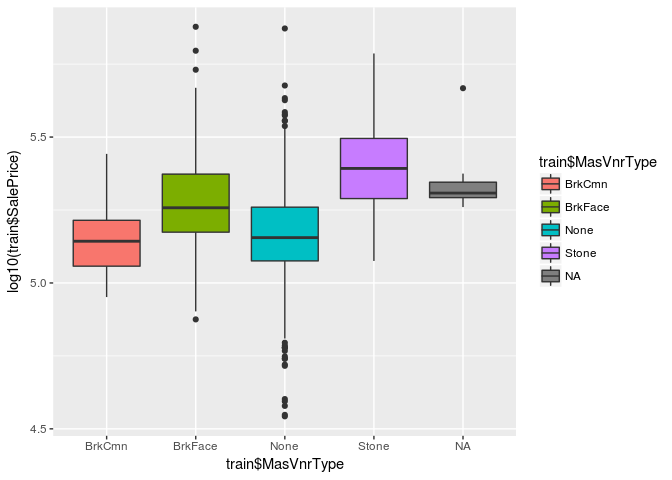 log10(train$SalePrice)
5.5
5.0
4.5
BrkCmn BrkFace None Stone NA
train$MasVnrType
train$MasVnrType
BrkCmn
BrkFace
None
Stone
NA